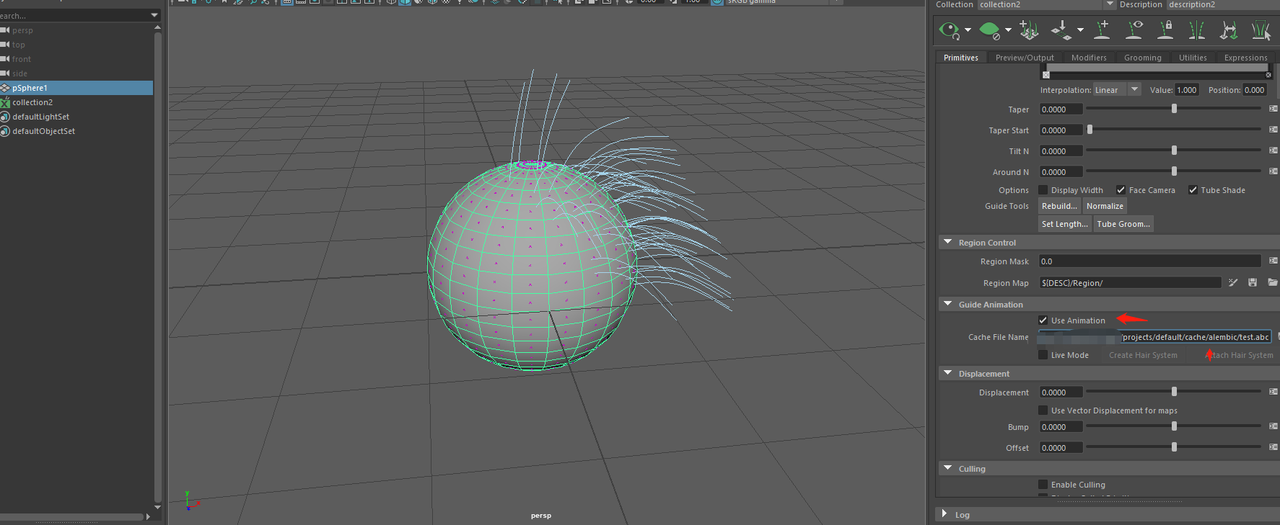 earch...
persp
top
front
side
pSphere1
collection2
defaultLightSet
defaultObjectSet
sRGB gamma
persp
y
Collection collection2 Description description2
Primitives Preview/Output Modifiers Grooming Utilities Expressions
Interpolation: Linear Value: 1.000 Position: 0.000
Taper 0.0000
Taper Start 0.0000
Tilt N 0.0000
Around N 0.0000
Options Display Width Face Camera Tube Shade
Guide Tools Rebuild... Normalize
Set Length... Tube Groom...
Region Control
Region Mask 0.0
Region Map ${DESC}/Region/
Guide Animation
Use Animation
Cache File Name /projects/default/cache/alembic/test.abc
Live Mode Create Hair System Attach Hair System
Displacement
Displacement 0.0000
Use Vector Displacement for maps
Bump 0.0000
Offset 0.0000
Culling
Enable Culling
Log